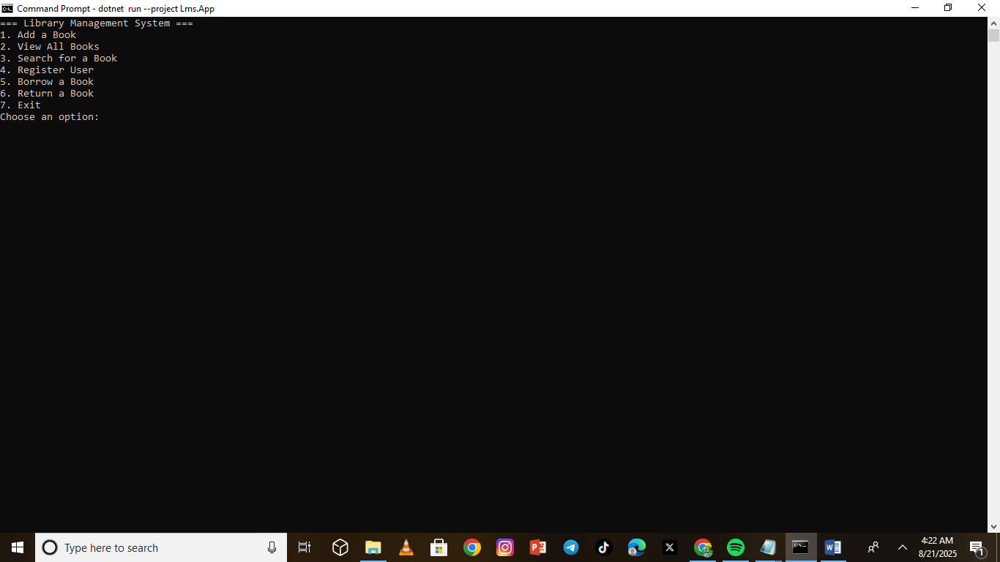 Command Prompt - dotnet  run --project Lms.App
=== Library Management System ===
1. Add a Book
2. View All Books
3. Search for a Book
4. Register User
5. Borrow a Book
6. Return a Book
7. Exit
Choose an option:
Type here to search
4:22 AM
8/21/2025
1